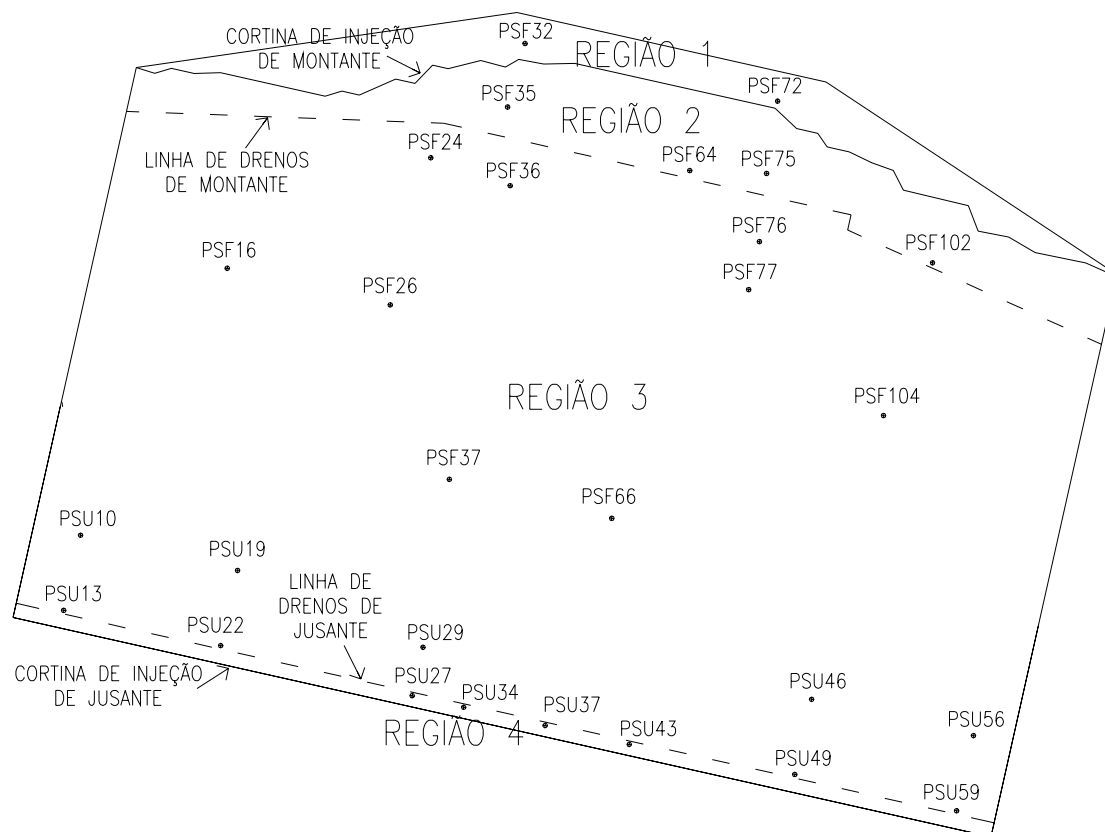 CORTINA DE INJEÇÃO
DE MONTANTE
PSF32
REGIÃO 1
PSF72
PSF35
REGIÃO 2
PSF24
LINHA DE DRENOS
DE MONTANTE
PSF36
PSF64
PSF75
PSF76
PSF102
PSF16
PSF26
PSF77
REGIÃO 3
PSF104
PSF37
PSF66
PSU10
PSU19
LINHA DE
DRENOS DE
JUSANTE
PSU13
PSU22
PSU29
CORTINA DE INJEÇÃO
DE JUSANTE
PSU27
PSU34
PSU37
REGIÃO 4
PSU43
PSU46
PSU56
PSU49
PSU59